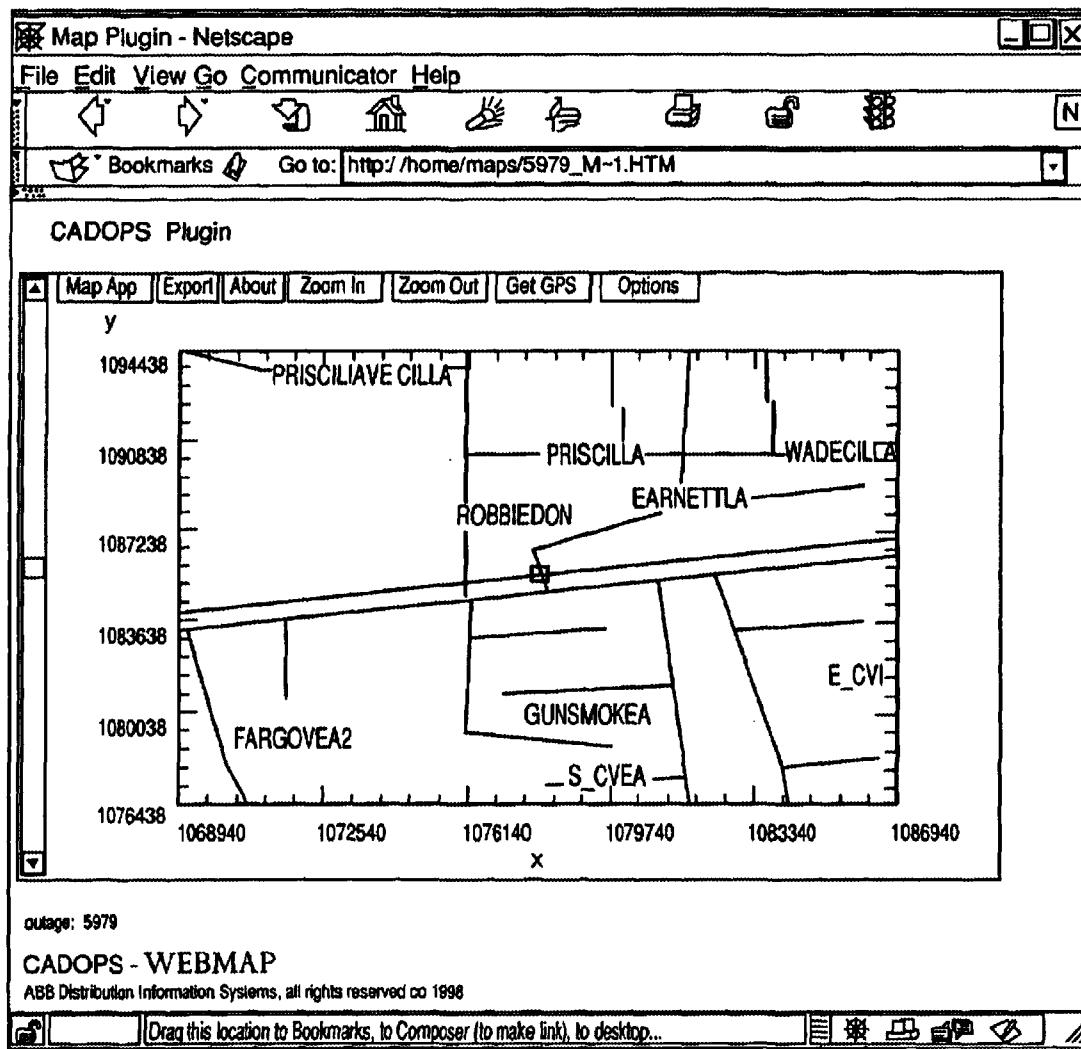 Map Plugin - Netscape
File Edit View Go Communicator Help
N
Bookmarks Go to: http://home/maps/5979_M~1.HTM
CADOPS Plugin
Map App Export About Zoom In Zoom Out Get GPS Options
y
1094438
PRISCILIAVE CILLA
1090838
PRISCILLA
WADECILLA
EARNETTLA
ROBBIEDON
1087238
1083638
E_CVI
GUNSMOKEA
1080038
FARGOVEA2
_S_CVEA
1076438
1068940 1072540 1076140 1079740 1083340 1086940
x
outage: 5979
CADOPS - WEBMAP
ABB Distribution Information Systems, all rights reserved co 1998
Drag this location to Bookmarks, to Composer (to make link), to desktop...